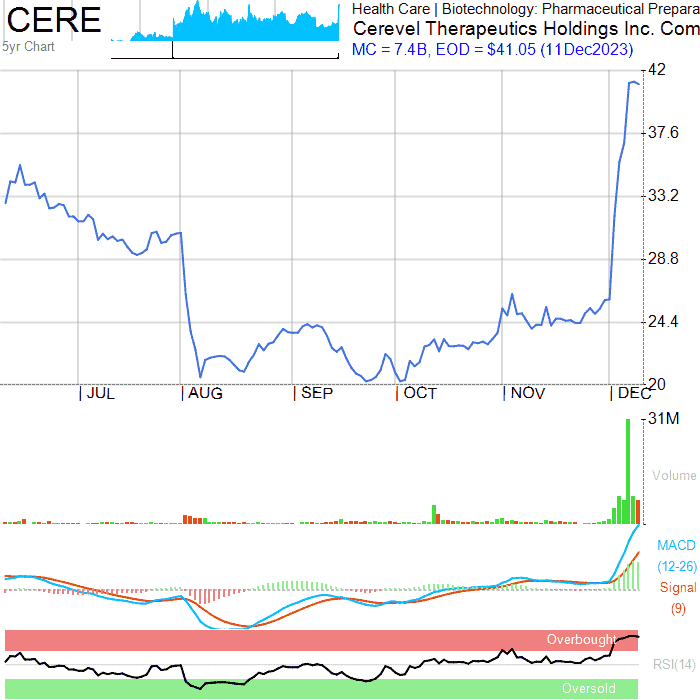 CERE
Health Care | Biotechnology: Pharmaceutical Prepara
Cerevel Therapeutics Holdings Inc. Com
5yr Chart
MC = 7.4B, EOD = $41.05 (11Dec2023)
42
37.6
33.2
28.8
24.4
20
JUL AUG SEP OCT NOV DEC
31M
Volume
MACD
(12-26)
Signal
(9)
Overbought
RSI(14)
Oversold